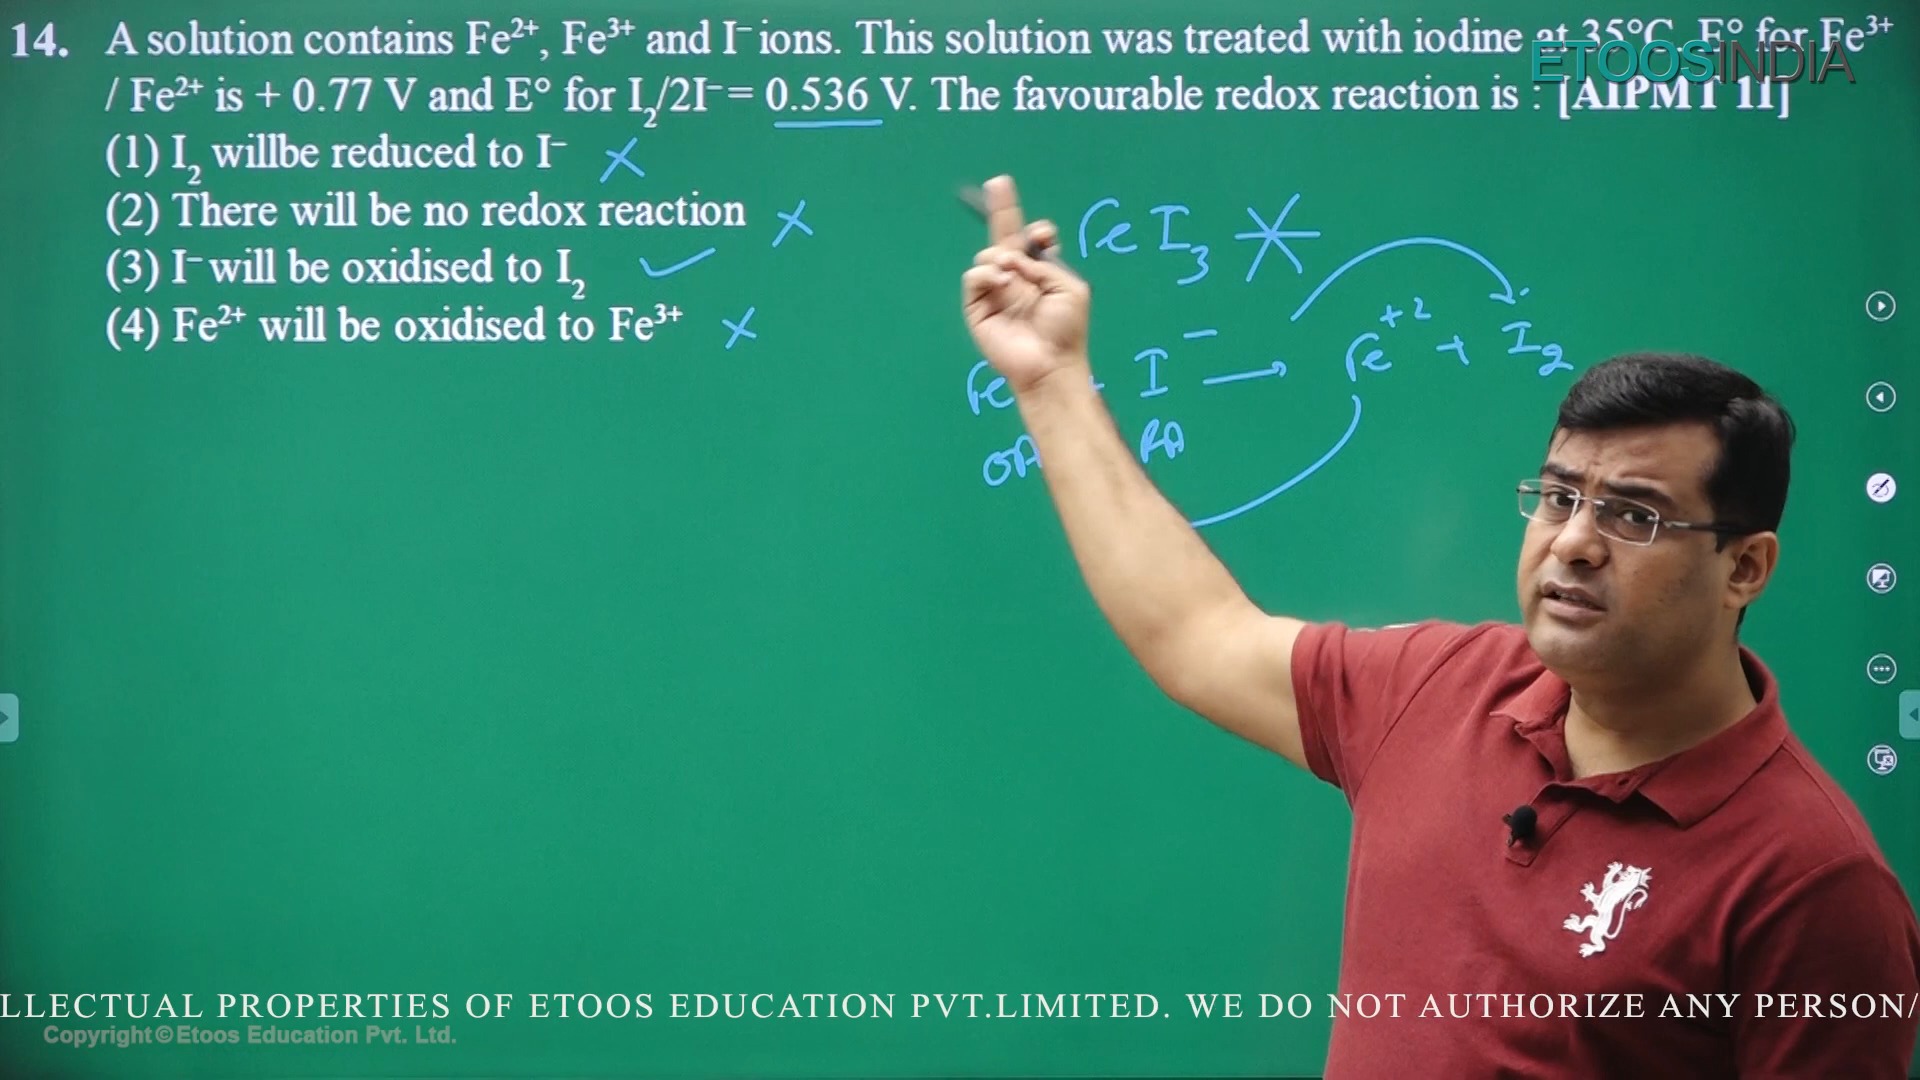 14. A solution contains Fe²⁺, Fe³⁺ and I⁻ ions. This solution was treated with iodine at 35°C. E° for Fe³⁺
/ Fe²⁺ is + 0.77 V and E° for I₂/2I⁻ = 0.536 V. The favourable redox reaction is : [AIPMT 11]
ETOOSINDIA
(1) I₂ willbe reduced to I⁻ ×
(2) There will be no redox reaction ×
(3) I⁻ will be oxidised to I₂ ✓
(4) Fe²⁺ will be oxidised to Fe³⁺ ×
FeI₃ ×
Fe + I⁻ → Fe⁺² + I₂
OA RA
LLECTUAL PROPERTIES OF ETOOS EDUCATION PVT.LIMITED. WE DO NOT AUTHORIZE ANY PERSON/
Copyright © Etoos Education Pvt. Ltd.